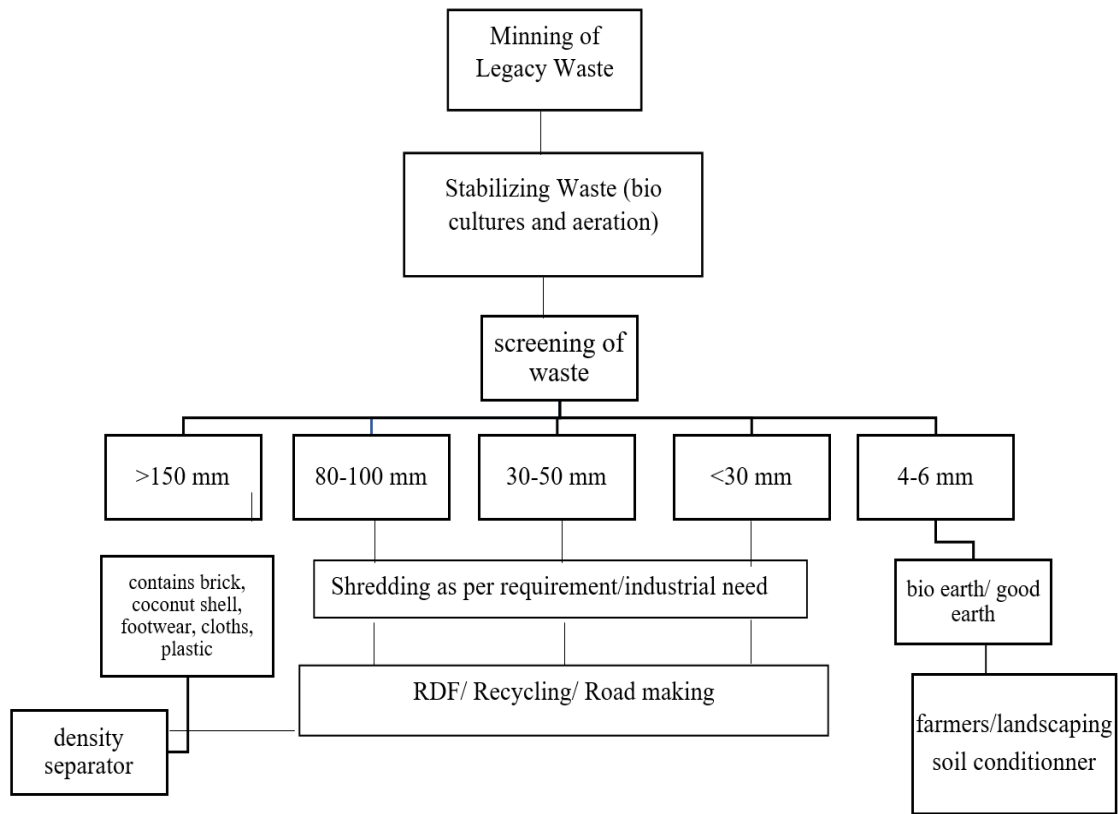 Minning of
Legacy Waste
Stabilizing Waste (bio
cultures and aeration)
screening of
waste
>150 mm
80-100 mm
30-50 mm
<30 mm
4-6 mm
contains brick,
coconut shell,
footwear, cloths,
plastic
Shredding as per requirement/industrial need
bio earth/ good
earth
RDF/ Recycling/ Road making
density
separator
farmers/landscaping
soil conditionner